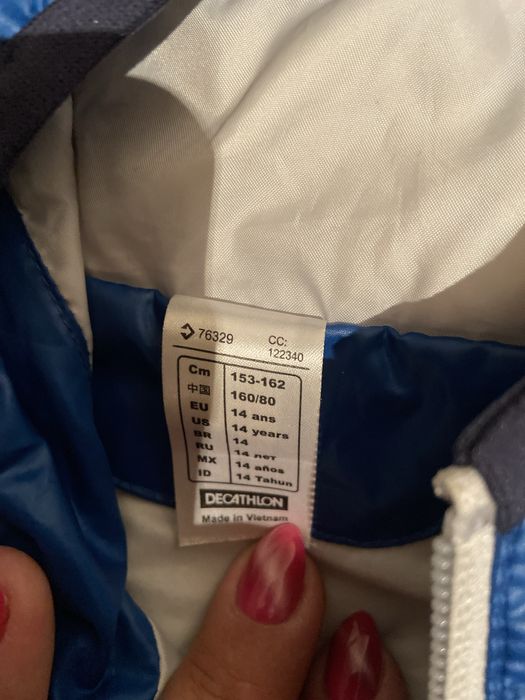 76329 CC:
122340
Cm 153-162
中国 160/80
EU 14 ans
US 14 years
BR 14
RU 14 лет
MX 14 años
ID 14 Tahun
DECATHLON
Made in Vietnam